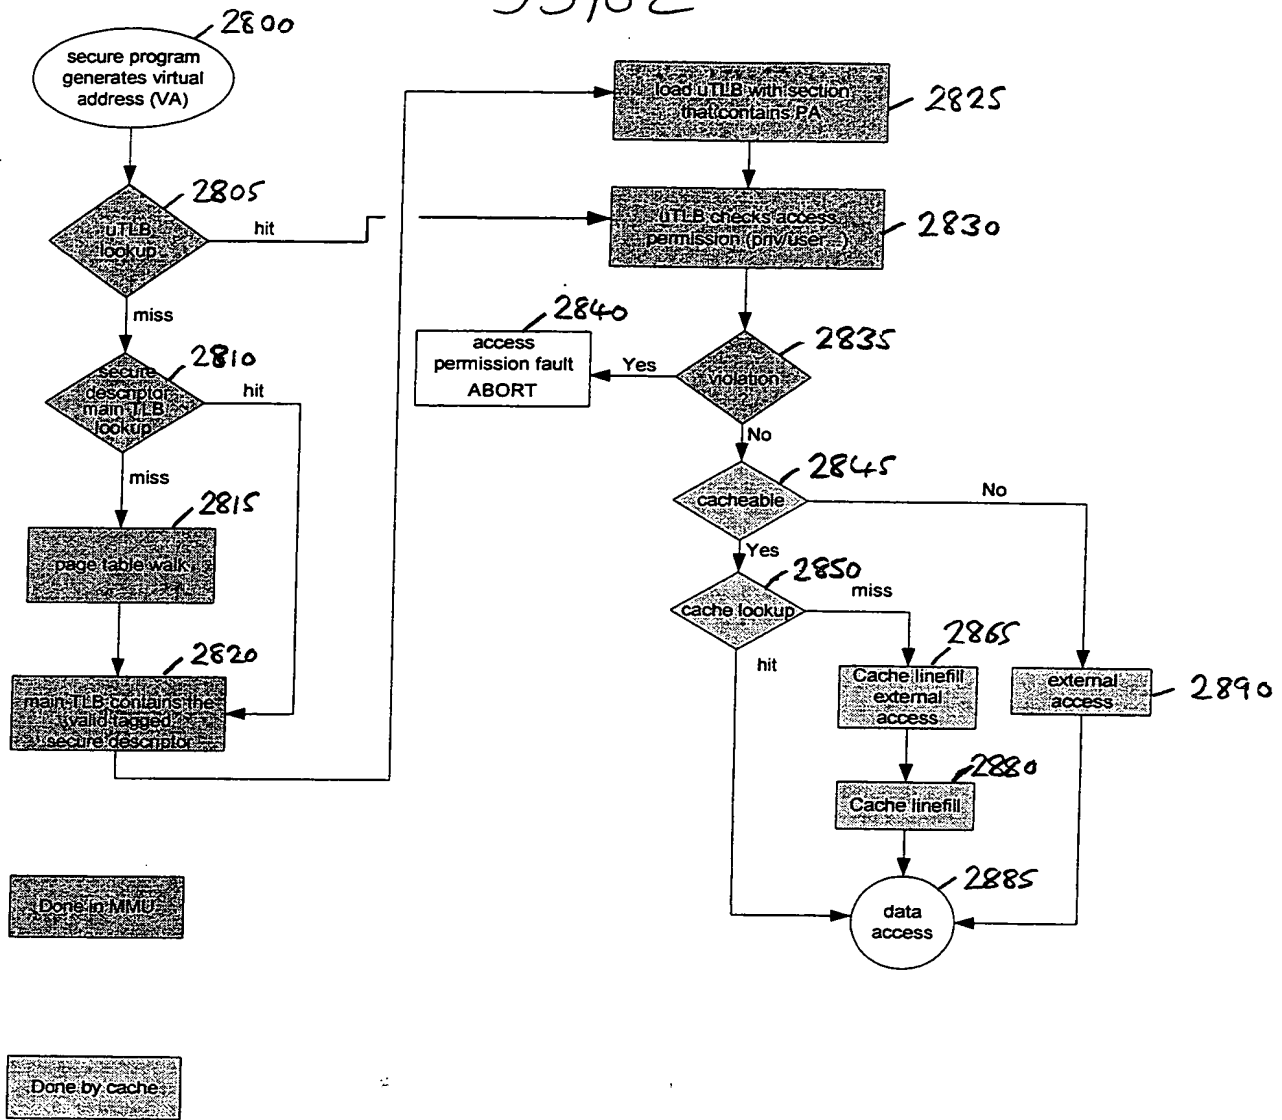 55/62
2800
secure program
generates virtual
address (VA)
2805
uTLB
lookup
hit
miss
2810
secure
descriptor
main TLB
lookup
hit
miss
2815
page table walk
2820
main TLB contains the
valid tagged
secure descriptor
load uTLB with section
that contains PA
2825
uTLB checks access
permission (priv/user...)
2830
2840
access
permission fault
ABORT
Yes
2835
violation
?
No
2845
cacheable
No
Yes
2850
cache lookup
miss
hit
2865
Cache linefill
external
access
external
access
2890
2880
Cache linefill
2885
data
access
Done in MMU
Done by cache